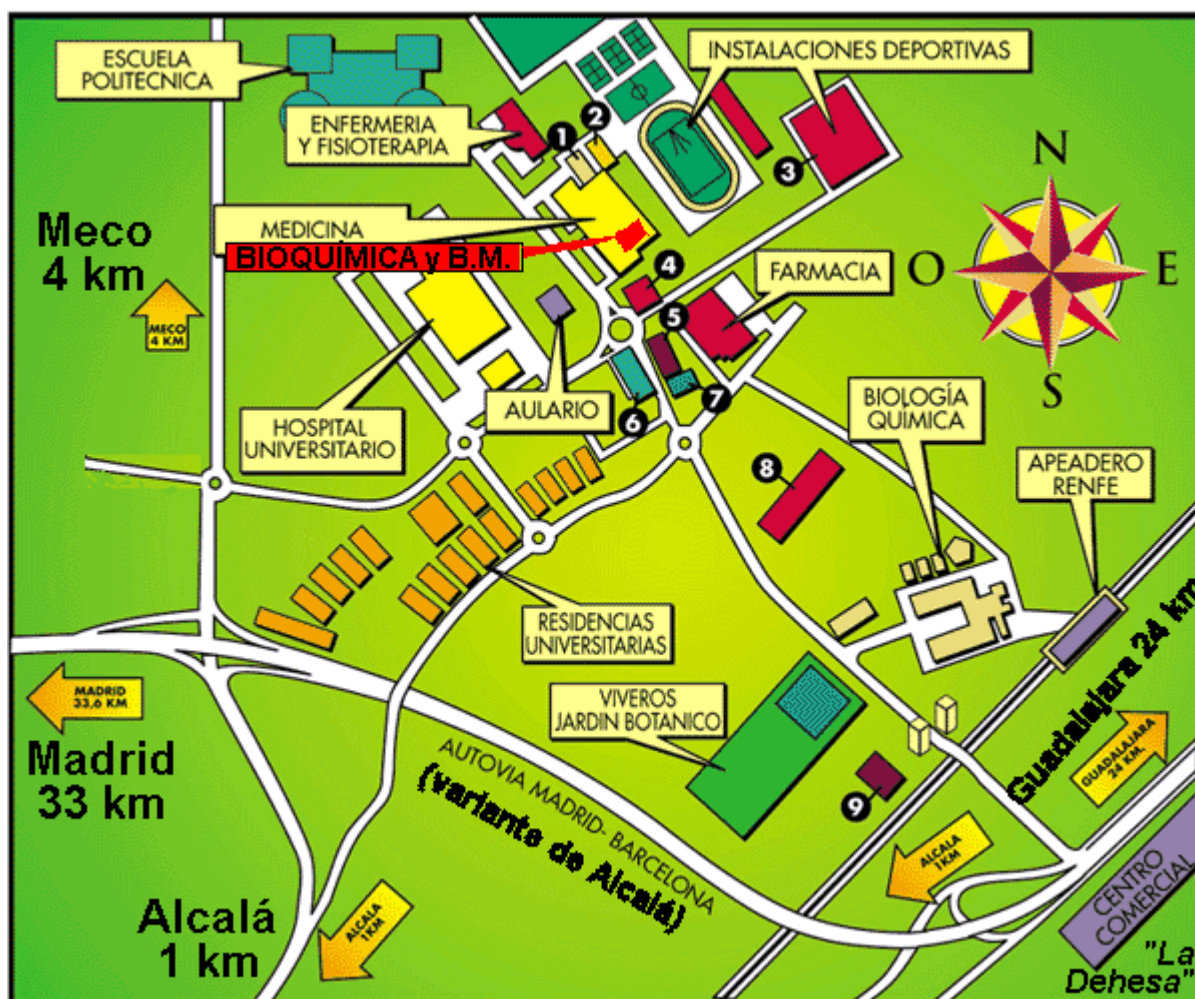 ESCUELA
POLITECNICA
INSTALACIONES DEPORTIVAS
ENFERMERIA
Y FISIOTERAPIA
1
2
3
N
O
E
S
Meco
4 km
MECO
4 KM
MEDICINA
BIOQUÍMICA y B.M.
4
FARMACIA
5
AULARIO
6
7
HOSPITAL
UNIVERSITARIO
BIOLOGÍA
QUÍMICA
8
APEADERO
RENFE
RESIDENCIAS
UNIVERSITARIAS
VIVEROS
JARDIN BOTANICO
MADRID
33,6 KM
Madrid
33 km
AUTOVIA MADRID- BARCELONA
(variante de Alcalá)
9
Guadalajara 24 km
GUADALAJARA
24 KM.
ALCALA
1KM
Alcalá
1 km
ALCALA
1KM
CENTRO
COMERCIAL
"La
Dehesa"